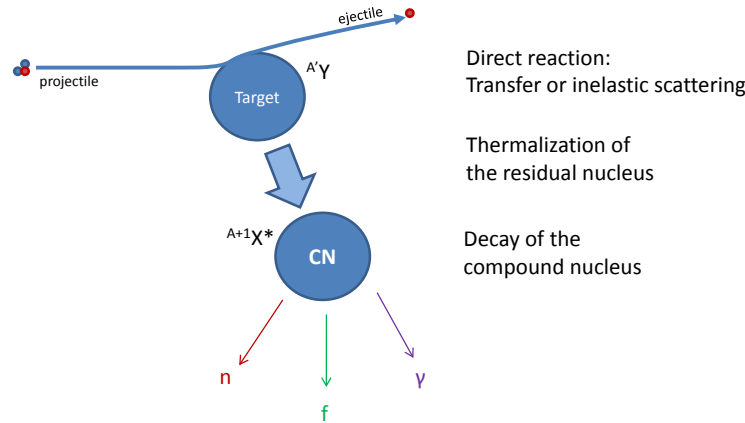 ejectile
projectile
A'Y
Target
Direct reaction:
Transfer or inelastic scattering
Thermalization of
the residual nucleus
A+1X*
CN
Decay of the
compound nucleus
n
f
γ